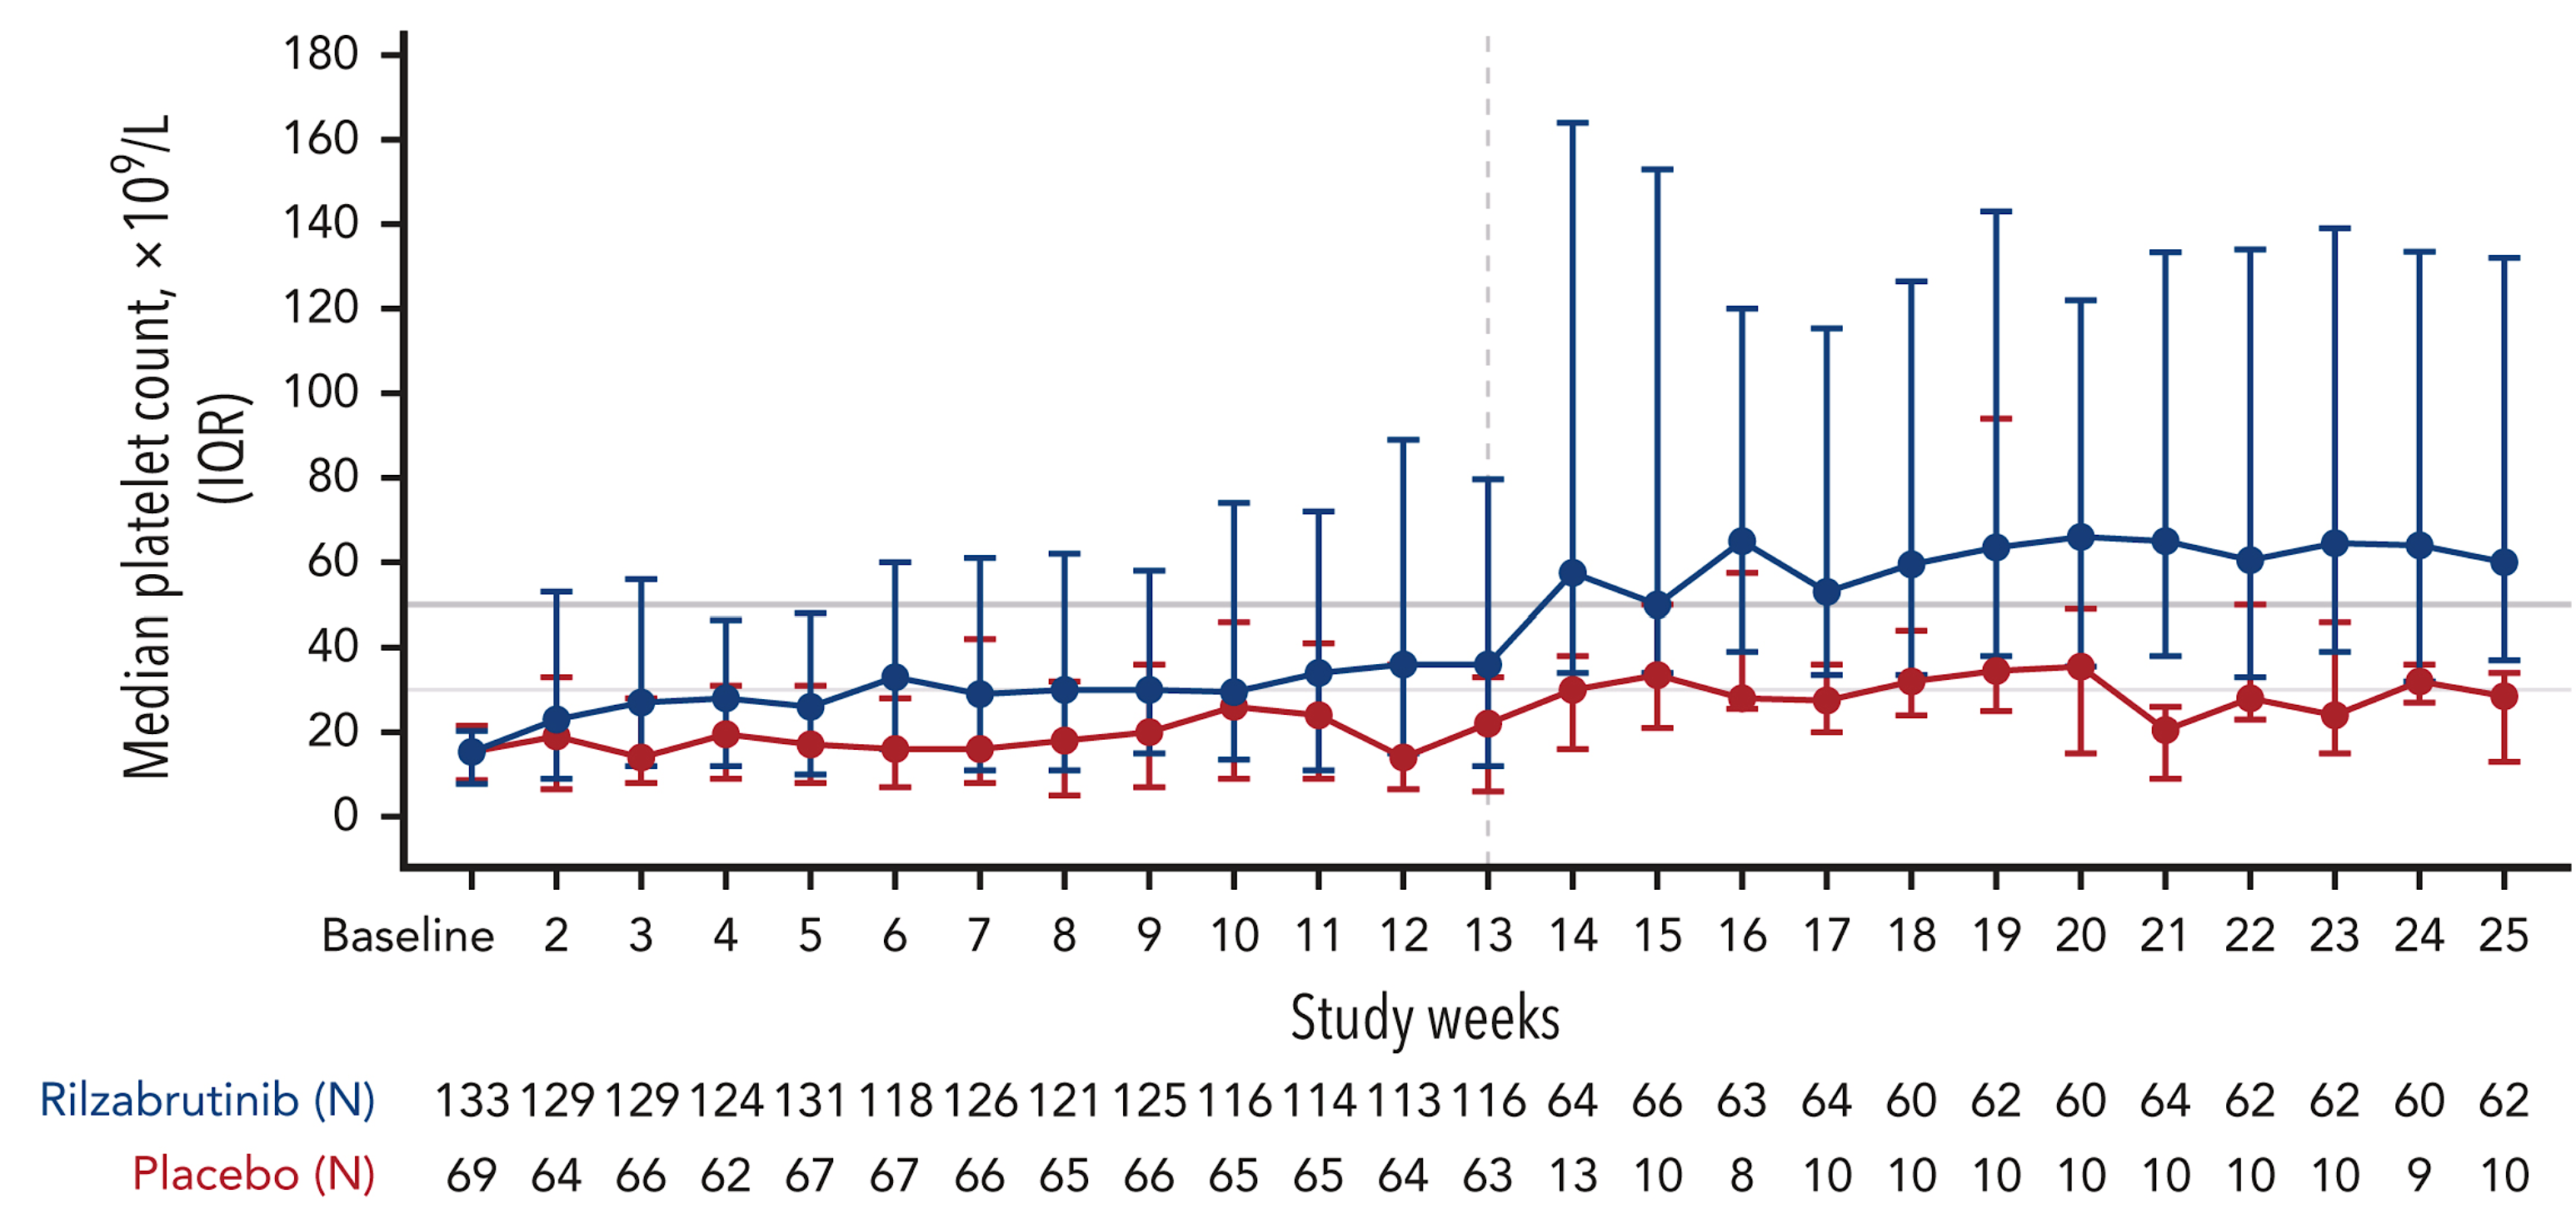 Median platelet count, ×10⁹/L
(IQR)
180
160
140
120
100
80
60
40
20
0
Baseline 2 3 4 5 6 7 8 9 10 11 12 13 14 15 16 17 18 19 20 21 22 23 24 25
Study weeks
Rilzabrutinib (N) 133 129 129 124 131 118 126 121 125 116 114 113 116 64 66 63 64 60 62 60 64 62 62 60 62
Placebo (N) 69 64 66 62 67 67 66 65 66 65 65 64 63 13 10 8 10 10 10 10 10 10 10 9 10